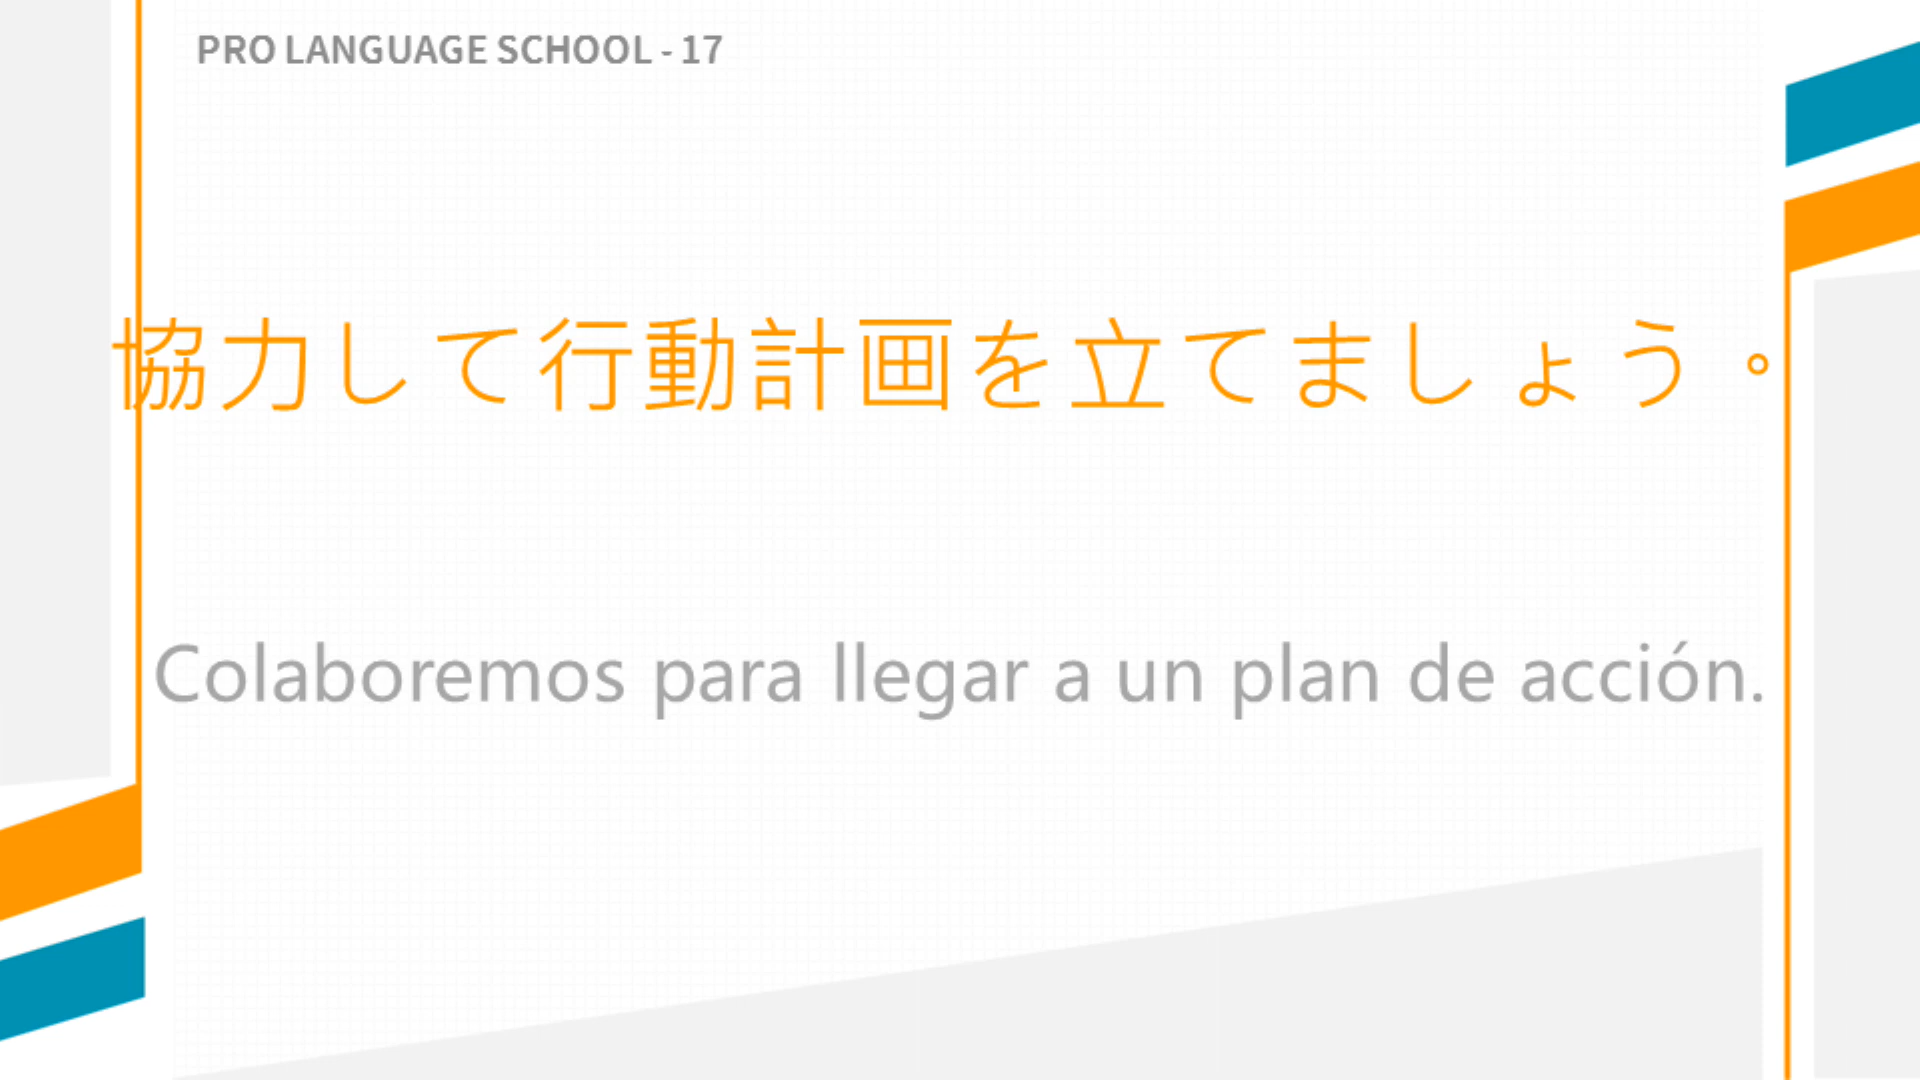 PRO LANGUAGE SCHOOL - 17
協力して行動計画を立てましょう。
Colaboremos para llegar a un plan de acción.